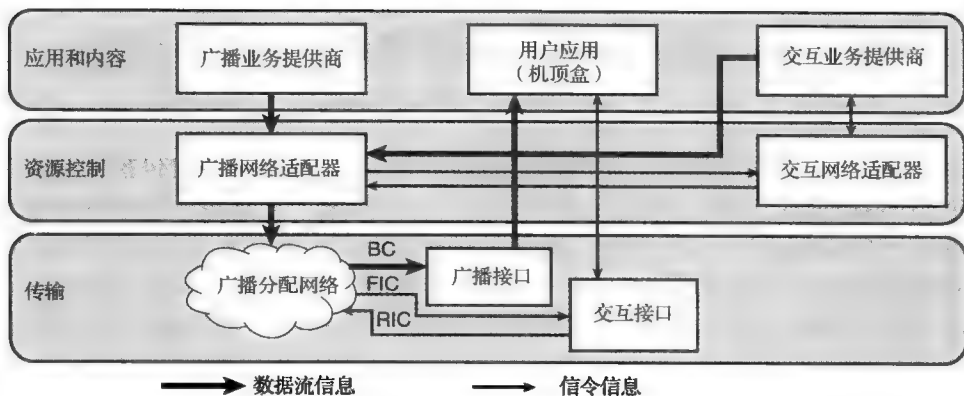 应用和内容
广播业务提供商
用户应用
(机顶盒)
交互业务提供商
资源控制
广播网络适配器
交互网络适配器
传输
广播分配网络
BC
FIC
RIC
广播接口
交互接口
数据流信息
信令信息